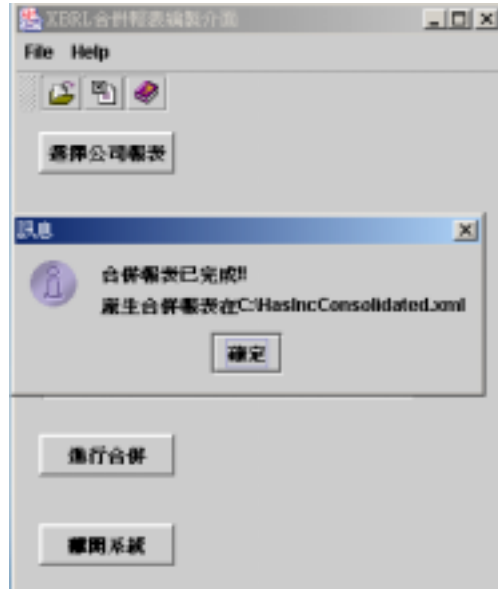 XBRL合併報表編製介面
File Help
選擇公司報表
訊息
合併報表已完成!!
產生合併報表在C:\HasIncConsolidated.xml
確定
進行合併
離開系統